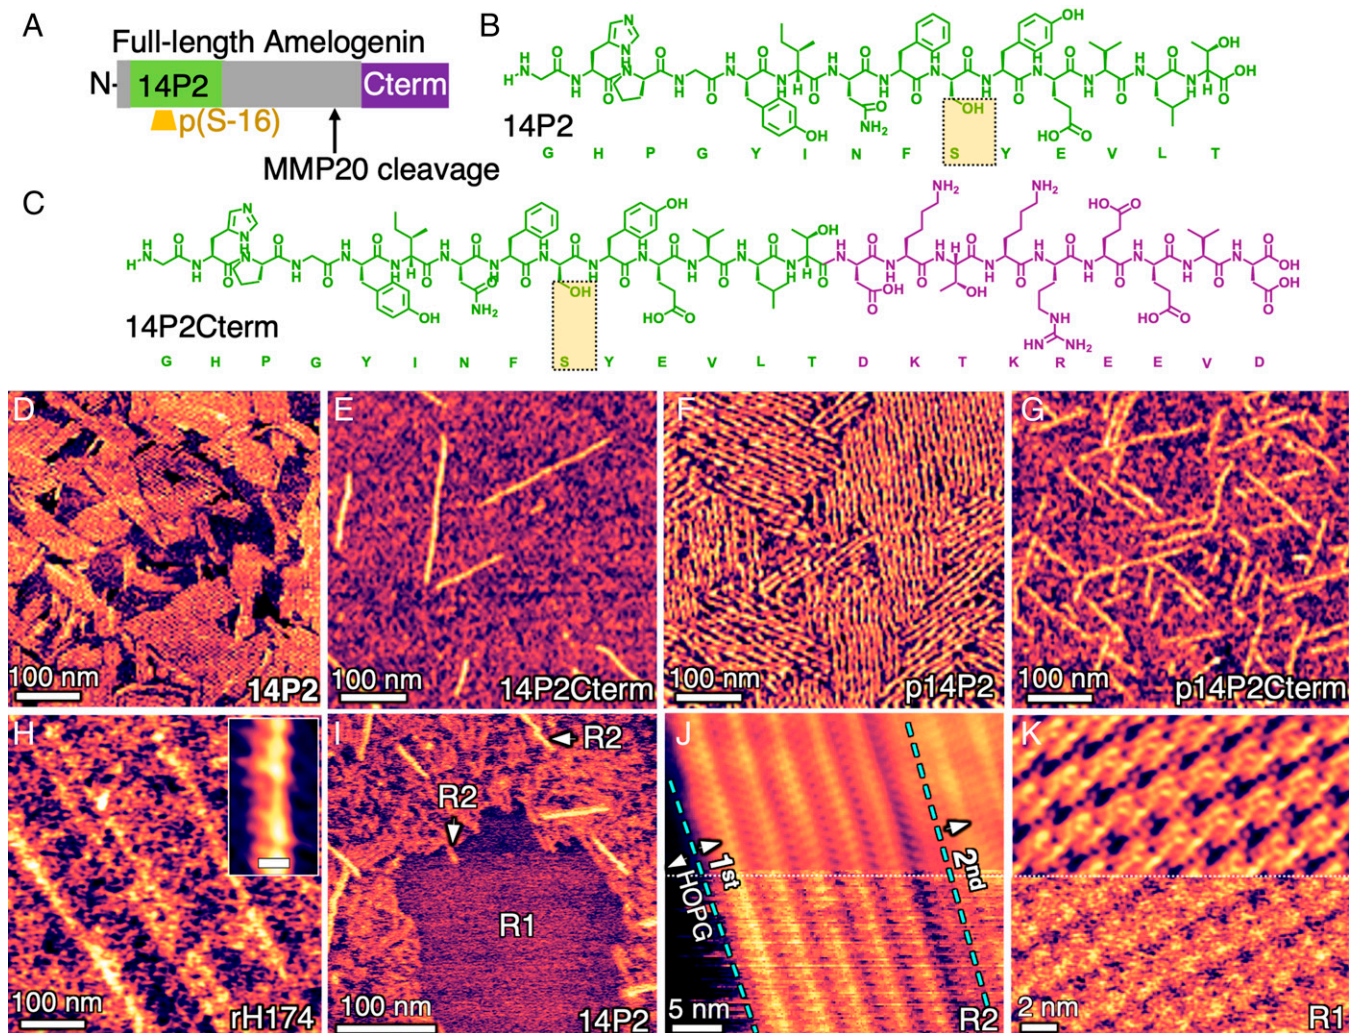 A
Full-length Amelogenin
N-
14P2
Cterm
p(S-16)
MMP20 cleavage
B
14P2
G H P G Y I N F S Y E V L T
C
14P2Cterm
G H P G Y I N F S Y E V L T D K T K R E E V D
D
100 nm
14P2
E
100 nm
14P2Cterm
F
100 nm
p14P2
G
100 nm
p14P2Cterm
H
100 nm
rH174
I
R2
R2
R1
100 nm
14P2
J
HOPG
1st
2nd
5 nm
R2
K
2 nm
R1